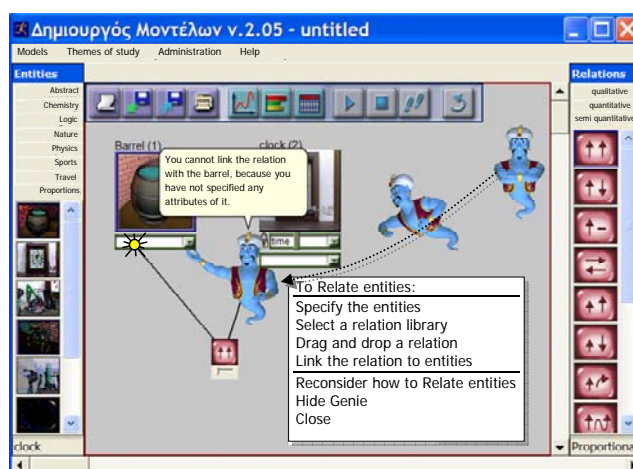 Δημιουργός Μοντέλων v.2.05 - untitled
Models Themes of study Administration Help
Entities
Abstract
Chemistry
Logic
Nature
Physics
Sports
Travel
Proportions
clock
Barrel (1)
clock (2)
You cannot link the relation
with the barrel, because you
have not specified any
attributes of it.
time
To Relate entities:
Specify the entities
Select a relation library
Drag and drop a relation
Link the relation to entities
Reconsider how to Relate entities
Hide Genie
Close
Relations
qualitative
quantitative
semi quantitative
Proportiona